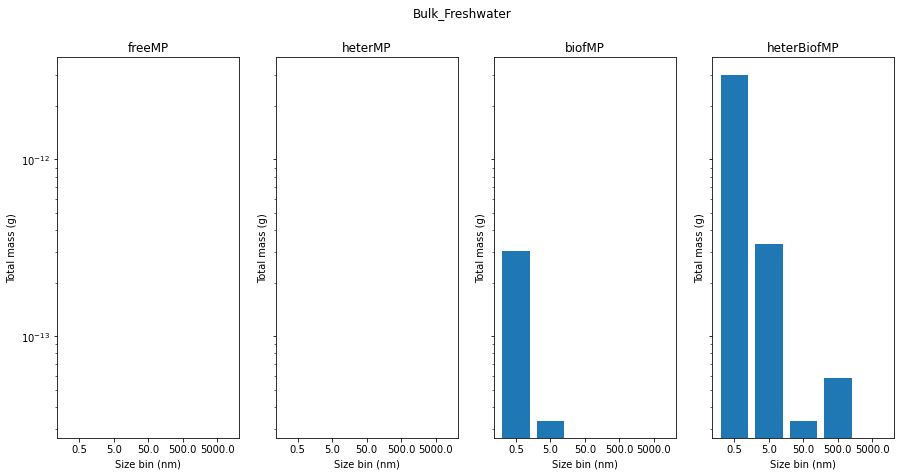 Bulk_Freshwater
freeMP
heterMP
biofMP
heterBiofMP
Total mass (g)
10⁻¹²
10⁻¹³
0.5 5.0 50.0 500.0 5000.0
Size bin (nm)
Total mass (g)
0.5 5.0 50.0 500.0 5000.0
Size bin (nm)
Total mass (g)
0.5 5.0 50.0 500.0 5000.0
Size bin (nm)
Total mass (g)
0.5 5.0 50.0 500.0 5000.0
Size bin (nm)